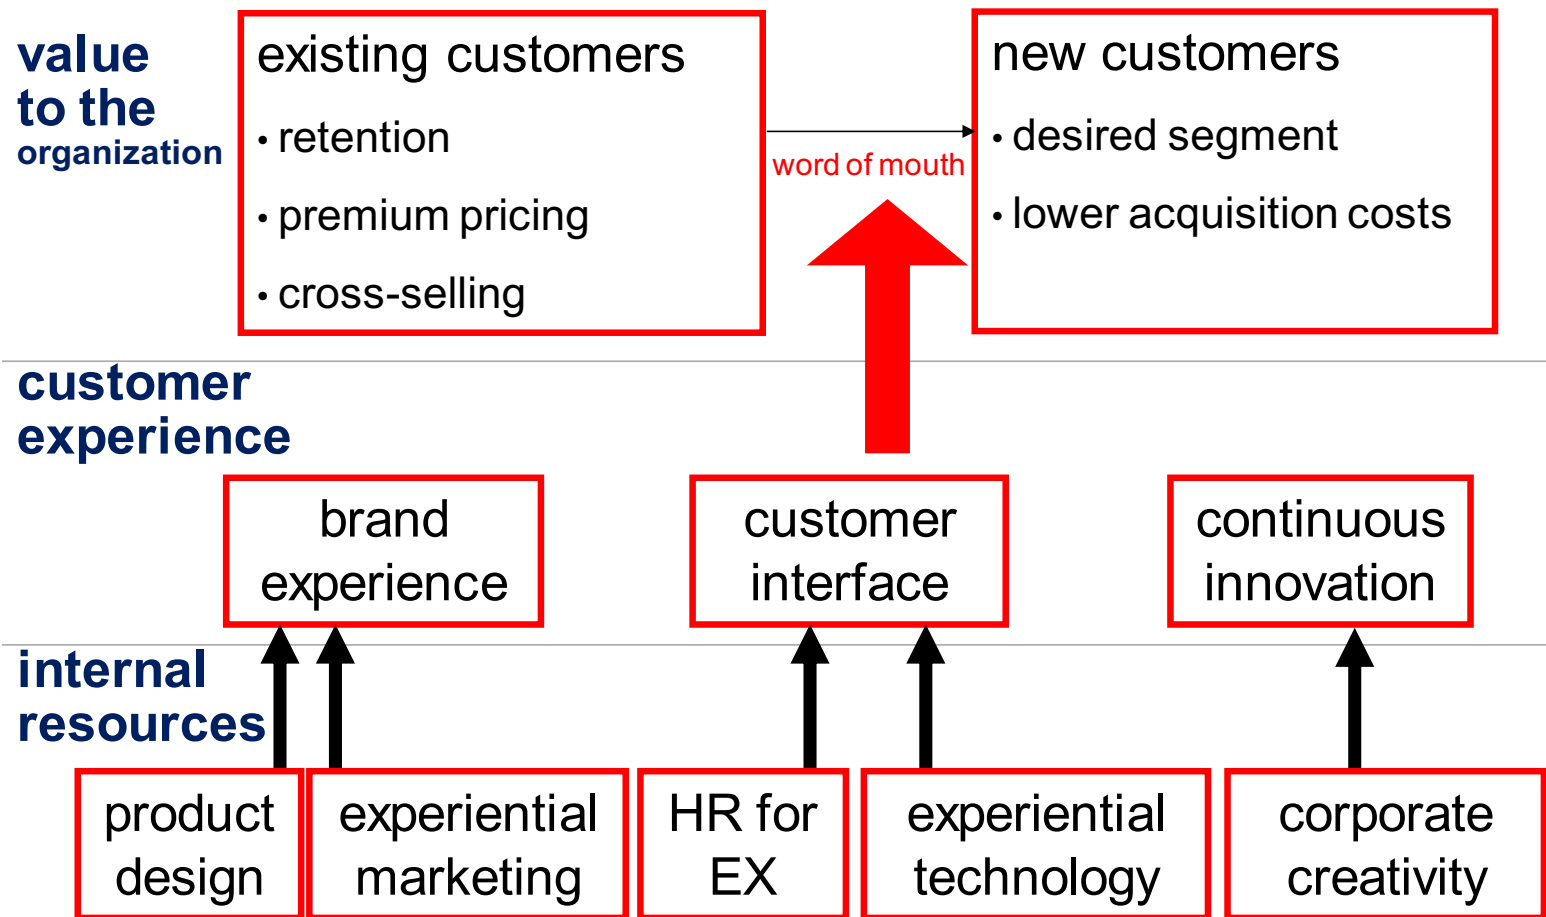 value
to the
organization
existing customers
• retention
• premium pricing
• cross-selling
word of mouth
new customers
• desired segment
• lower acquisition costs
customer
experience
brand
experience
customer
interface
continuous
innovation
internal
resources
product
design
experiential
marketing
HR for
EX
experiential
technology
corporate
creativity